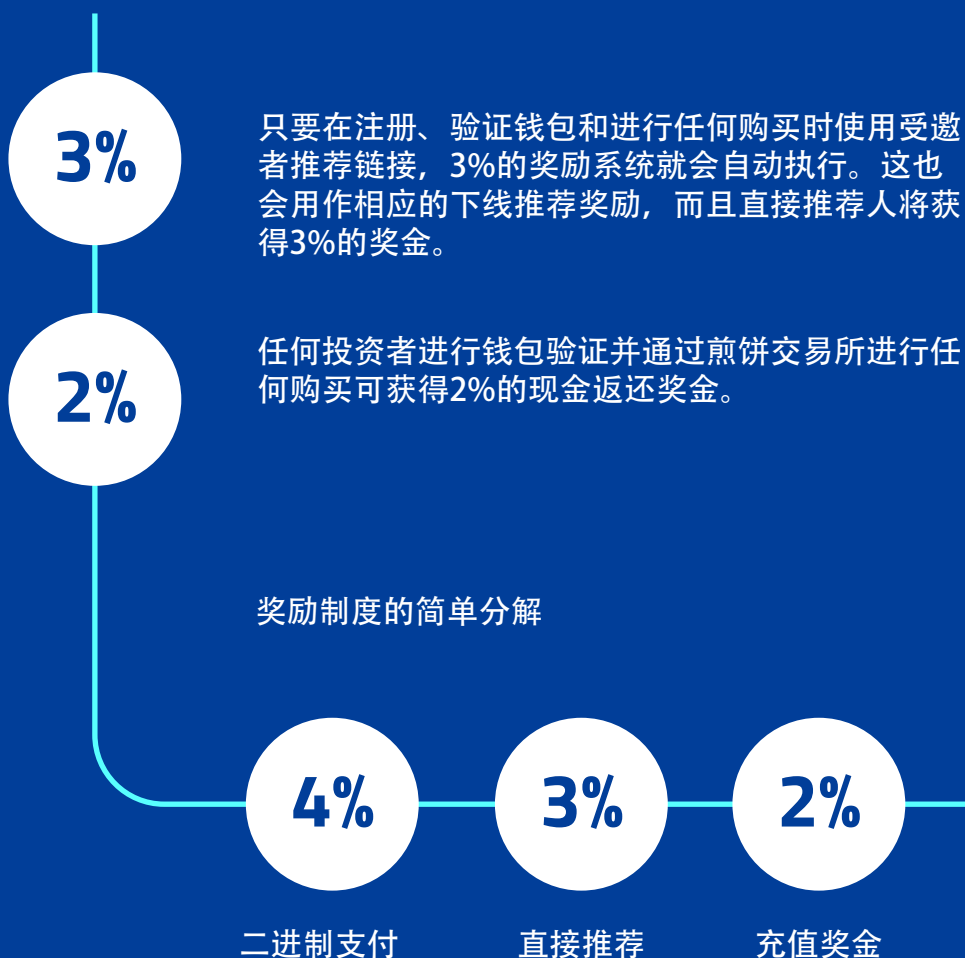 3%
只要在注册、验证钱包和进行任何购买时使用受邀
者推荐链接，3%的奖励系统就会自动执行。这也
会用作相应的下线推荐奖励，而且直接推荐人将获
得3%的奖金。
2%
任何投资者进行钱包验证并通过煎饼交易所进行任
何购买可获得2%的现金返还奖金。
奖励制度的简单分解
4%
3%
2%
二进制支付
直接推荐
充值奖金